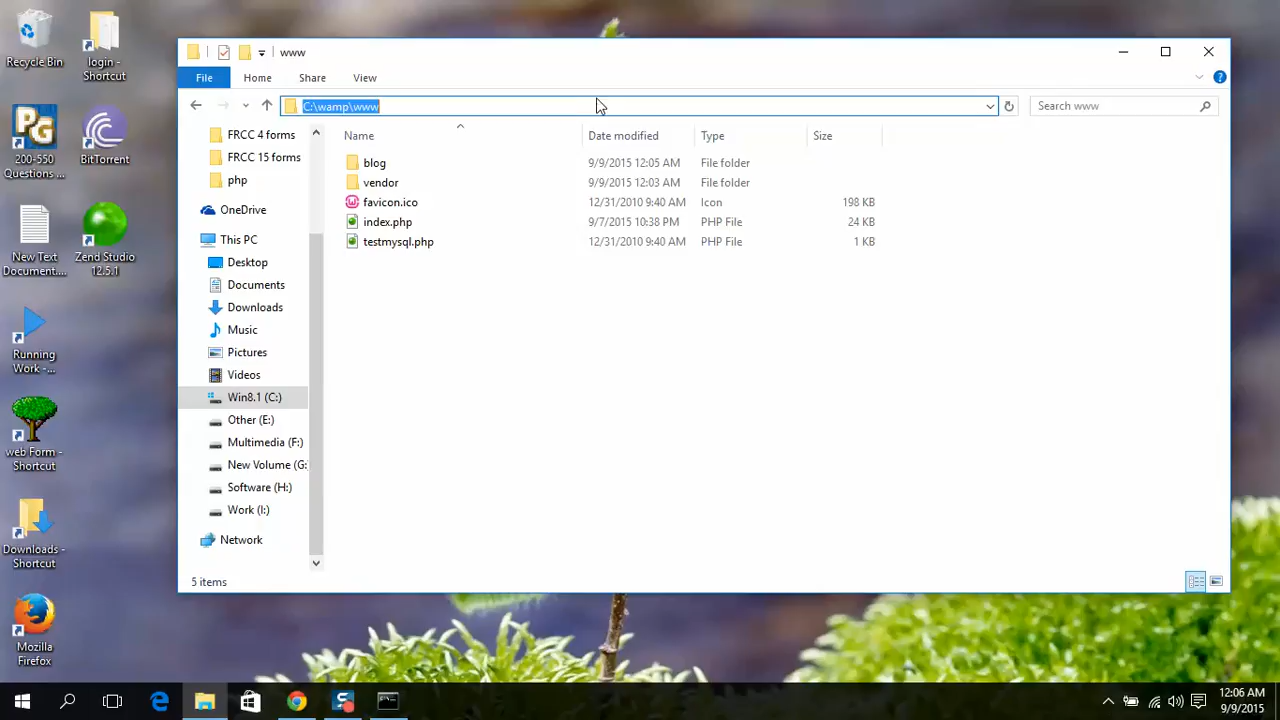 Recycle Bin
login -
Shortcut
200-550
Questions ...
BitTorrent
New Text
Document....
Zend Studio
12.5.1
Running
Work -...
web Form -
Shortcut
Downloads -
Shortcut
Mozilla
Firefox
www
File Home Share View
C:\wamp\www
Search www
FRCC 4 forms
FRCC 15 forms
php
OneDrive
This PC
Desktop
Documents
Downloads
Music
Pictures
Videos
Win8.1 (C:)
Other (E:)
Multimedia (F:)
New Volume (G:
Software (H:)
Work (I:)
Network
Name Date modified Type Size
blog 9/9/2015 12:05 AM File folder
vendor 9/9/2015 12:03 AM File folder
favicon.ico 12/31/2010 9:40 AM Icon 198 KB
index.php 9/7/2015 10:38 PM PHP File 24 KB
testmysql.php 12/31/2010 9:40 AM PHP File 1 KB
5 items
12:06 AM
9/9/2015